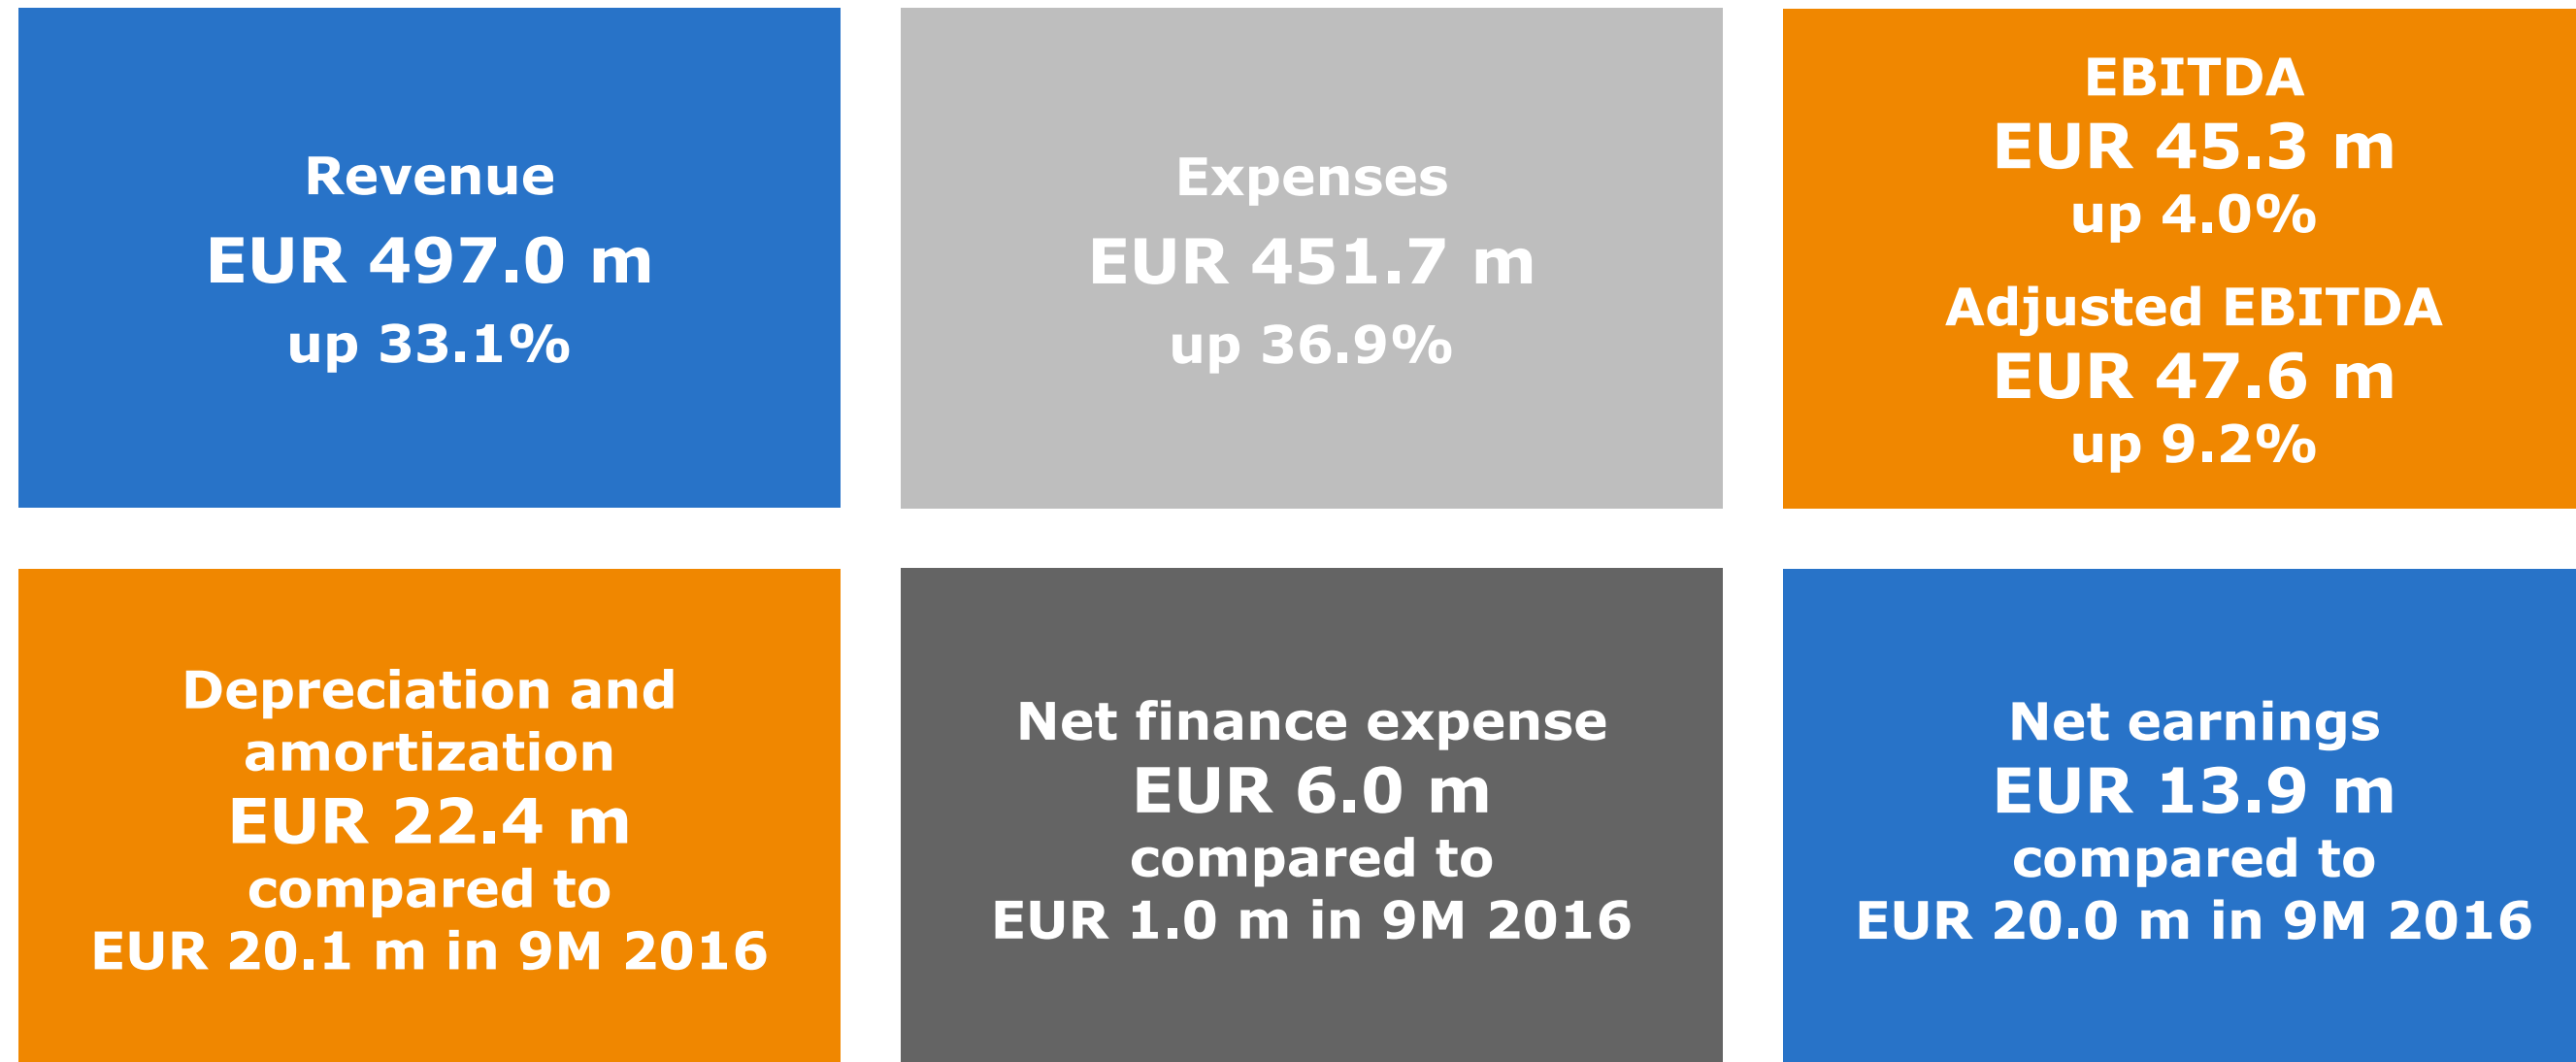 Revenue
EUR 497.0 m
up 33.1%
Expenses
EUR 451.7 m
up 36.9%
EBITDA
EUR 45.3 m
up 4.0%
Adjusted EBITDA
EUR 47.6 m
up 9.2%
Depreciation and
amortization
EUR 22.4 m
compared to
EUR 20.1 m in 9M 2016
Net finance expense
EUR 6.0 m
compared to
EUR 1.0 m in 9M 2016
Net earnings
EUR 13.9 m
compared to
EUR 20.0 m in 9M 2016